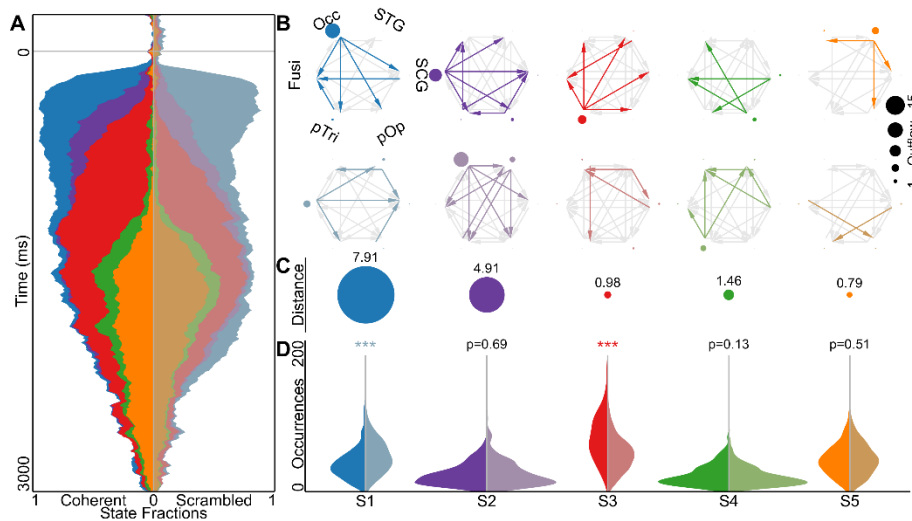 A
0
Time (ms)
3000
1 Coherent 0 Scrambled 1
State Fractions
B
Occ
STG
Fusi
SCG
pTri
pOp
1 Outflow 15
C
Distance
7.91
4.91
0.98
1.46
0.79
D
Occurrences
200
0
***
p=0.69
***
p=0.13
p=0.51
S1
S2
S3
S4
S5